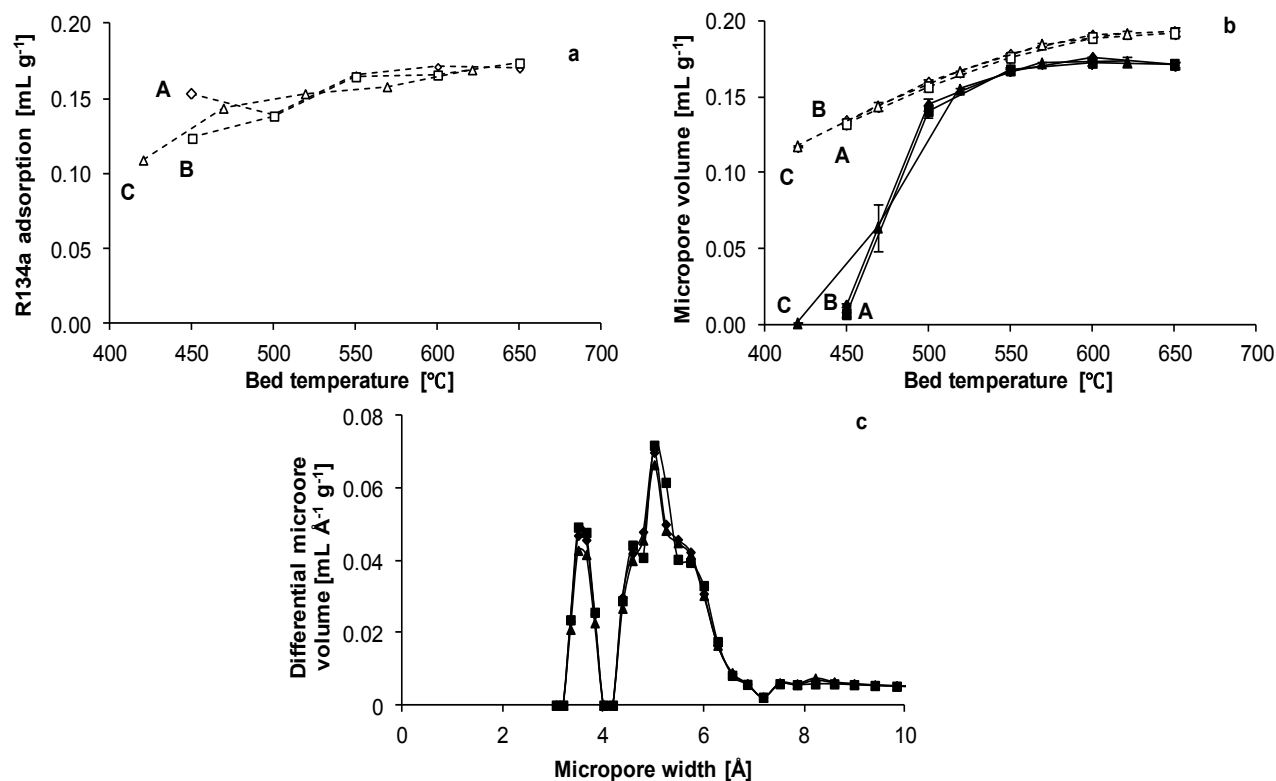 a
R134a adsorption [mL g-1]
0.20
0.15
0.10
0.05
0.00
A
B
C
400 450 500 550 600 650 700
Bed temperature [℃]
b
Micropore volume [mL g-1]
0.20
0.15
0.10
0.05
0.00
B
A
C
C
B
A
400 450 500 550 600 650 700
Bed temperature [℃]
c
Differential microore
volume [mL Å-1 g-1]
0.08
0.06
0.04
0.02
0
0 2 4 6 8 10
Micropore width [Å]